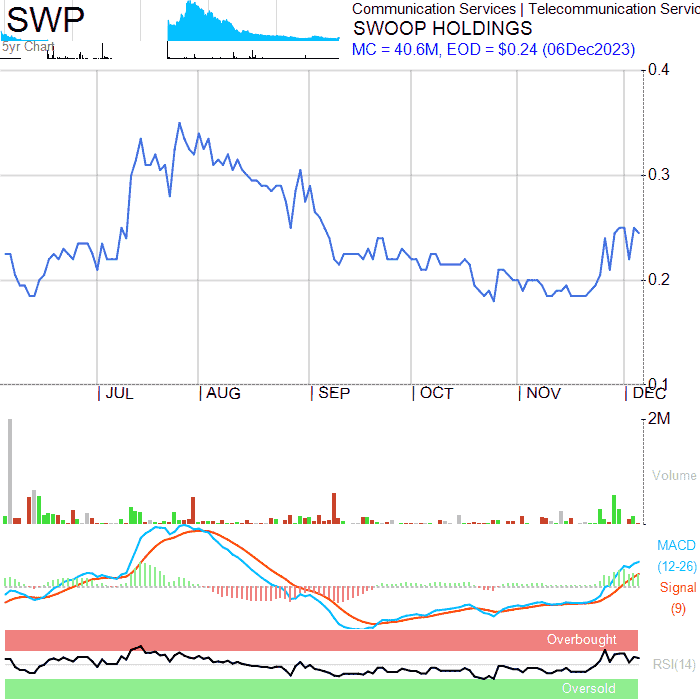 SWP
Communication Services | Telecommunication Servic
SWOOP HOLDINGS
MC = 40.6M, EOD = $0.24 (06Dec2023)
5yr Chart
0.4
0.3
0.2
0.1
| JUL | AUG | SEP | OCT | NOV | DEC
2M
Volume
MACD
(12-26)
Signal
(9)
Overbought
RSI(14)
Oversold